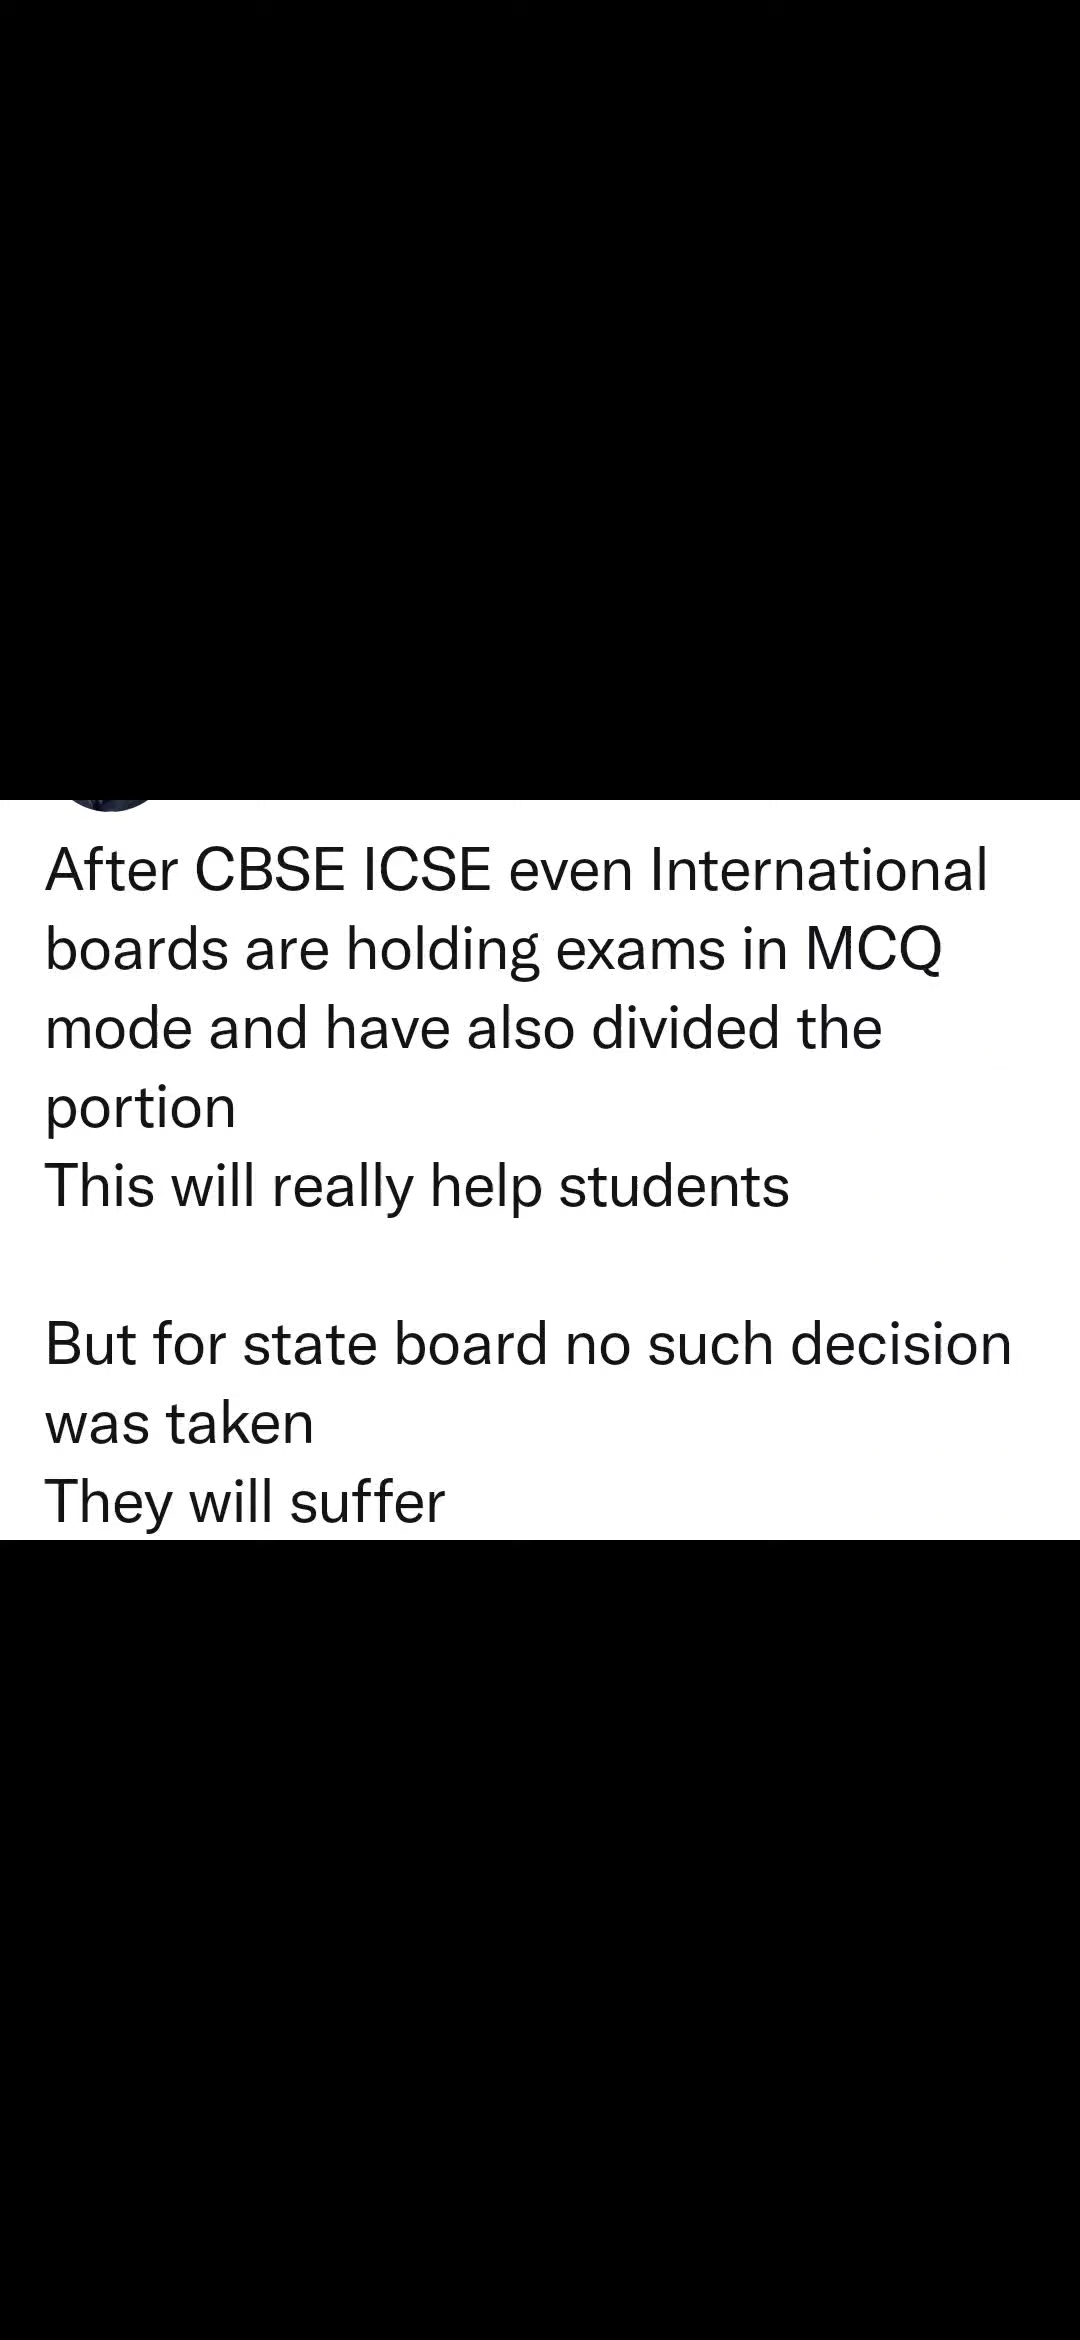 After CBSE ICSE even International
boards are holding exams in MCQ
mode and have also divided the
portion
This will really help students
But for state board no such decision
was taken
They will suffer